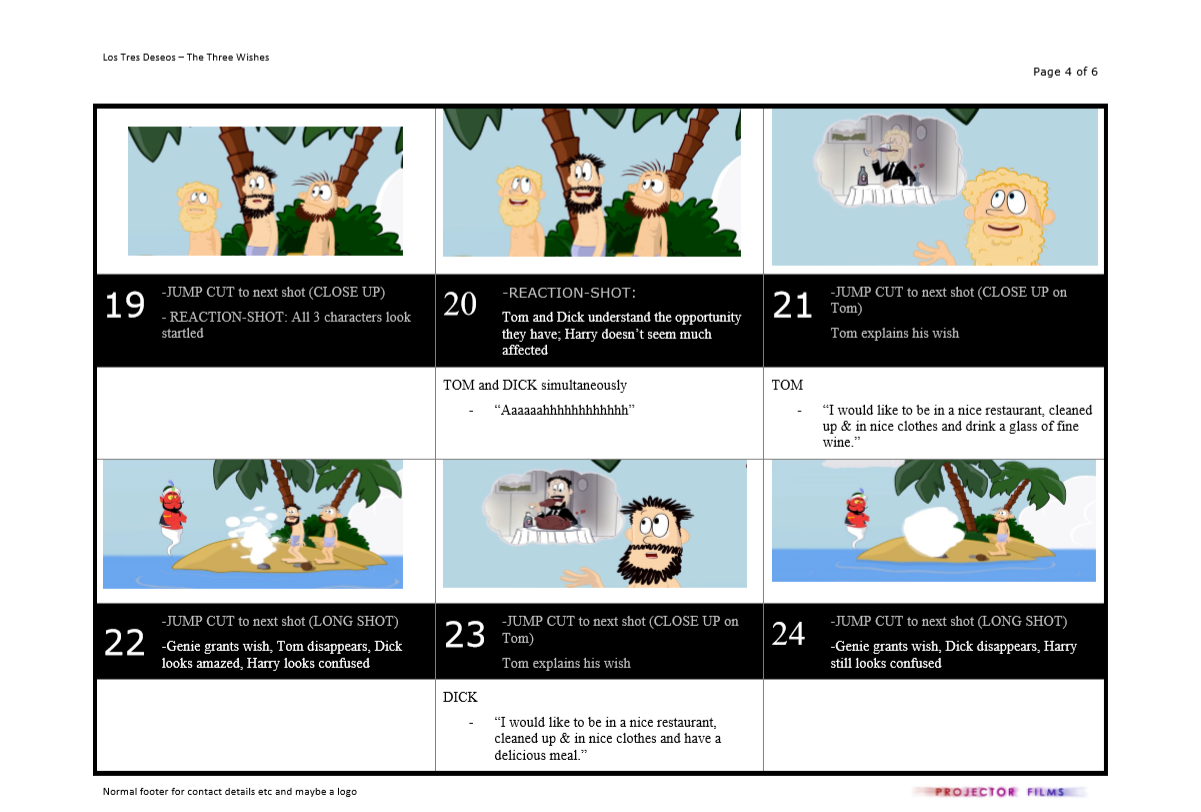 Los Tres Deseos – The Three Wishes
Page 4 of 6
19
-JUMP CUT to next shot (CLOSE UP)
- REACTION-SHOT: All 3 characters look
startled
20
-REACTION-SHOT:
Tom and Dick understand the opportunity
they have; Harry doesn’t seem much
affected
21
-JUMP CUT to next shot (CLOSE UP on
Tom)
Tom explains his wish
TOM and DICK simultaneously
- “Aaaaaahhhhhhhhhhhh”
TOM
- “I would like to be in a nice restaurant, cleaned
up & in nice clothes and drink a glass of fine
wine.”
22
-JUMP CUT to next shot (LONG SHOT)
-Genie grants wish, Tom disappears, Dick
looks amazed, Harry looks confused
23
-JUMP CUT to next shot (CLOSE UP on
Tom)
Tom explains his wish
24
-JUMP CUT to next shot (LONG SHOT)
-Genie grants wish, Dick disappears, Harry
still looks confused
DICK
- “I would like to be in a nice restaurant,
cleaned up & in nice clothes and have a
delicious meal.”
Normal footer for contact details etc and maybe a logo
PROJECTOR FILMS